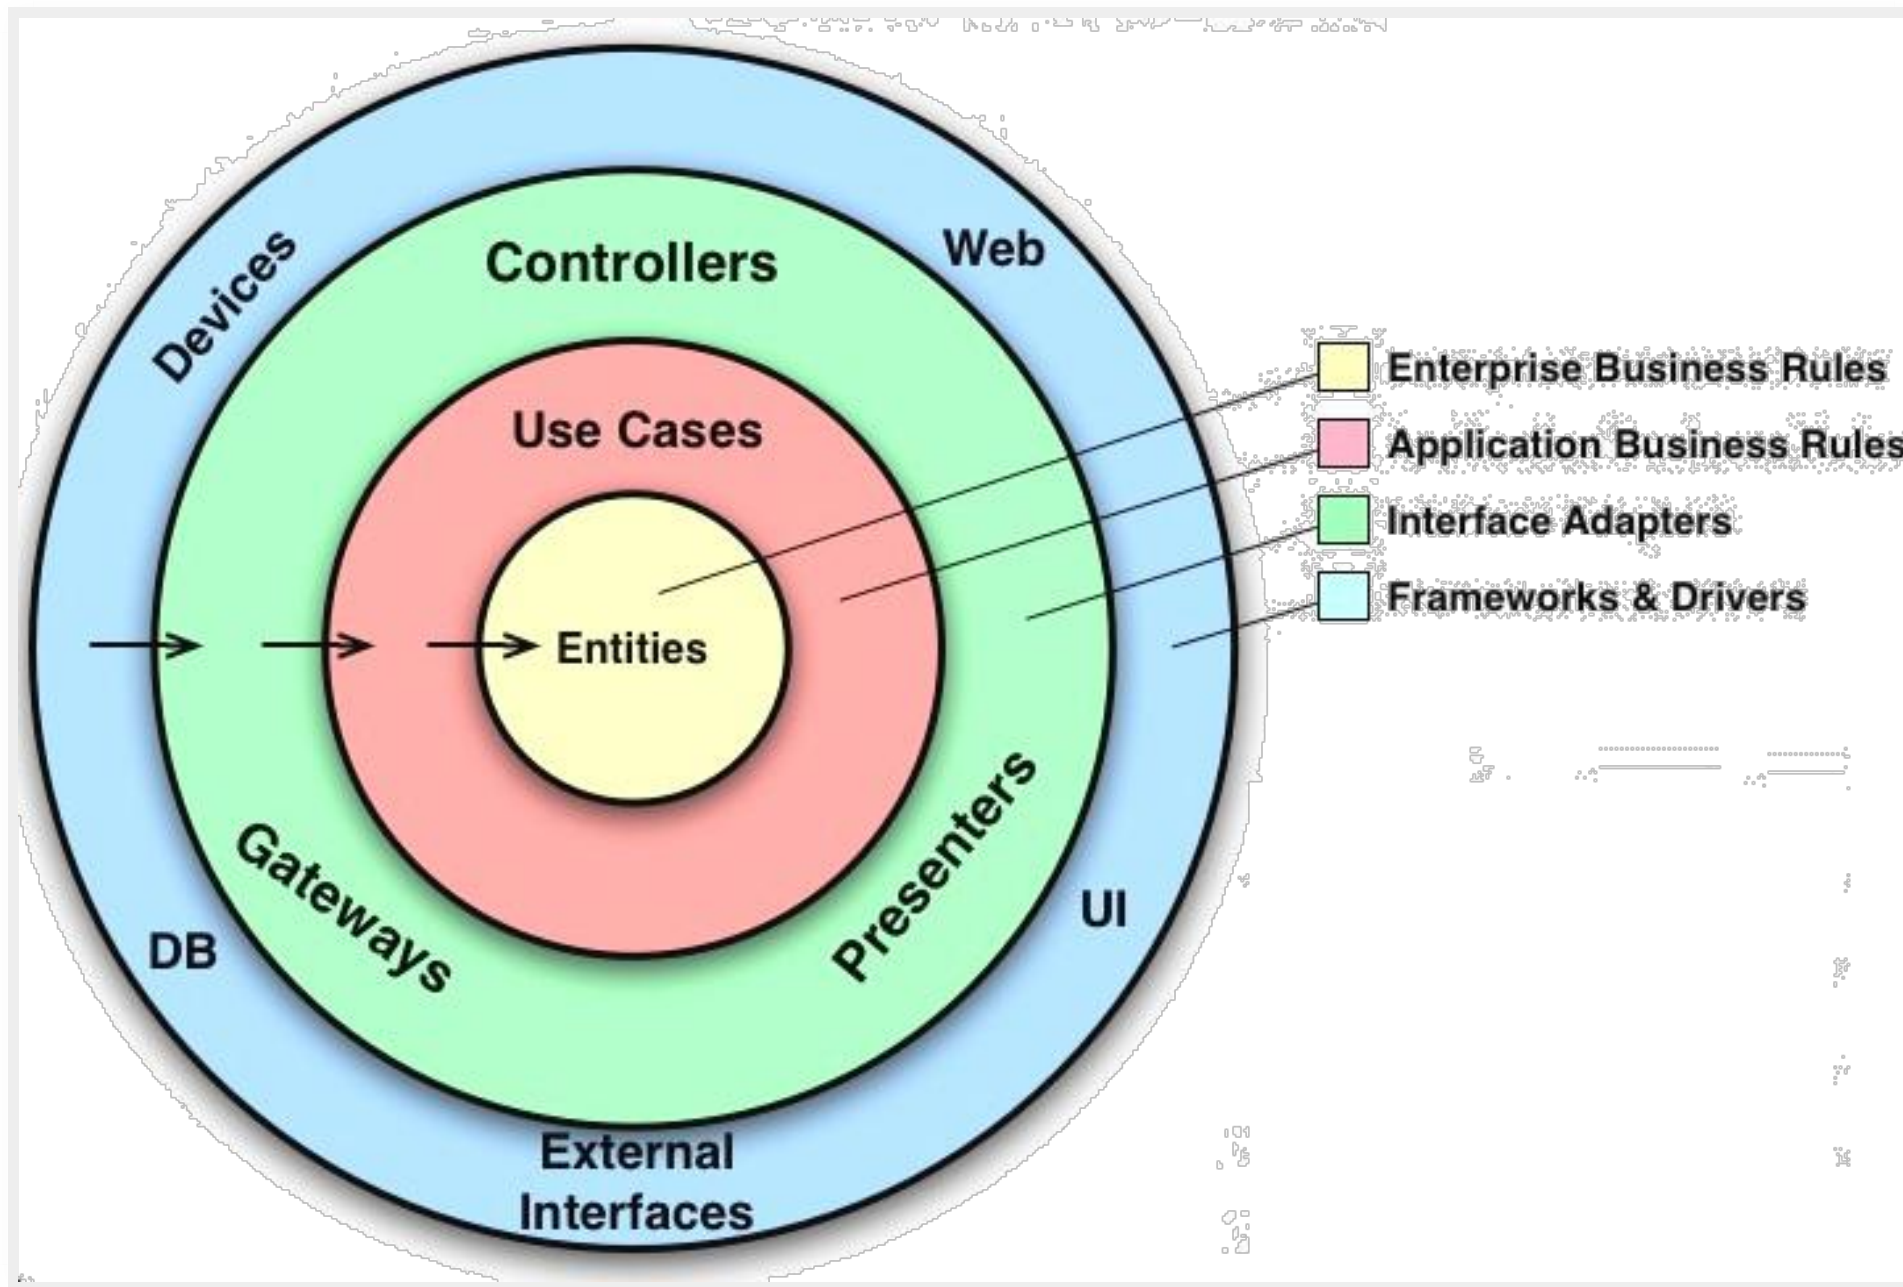 Devices
Controllers
Web
Use Cases
Entities
Gateways
Presenters
DB
UI
External
Interfaces
Enterprise Business Rules
Application Business Rules
Interface Adapters
Frameworks & Drivers